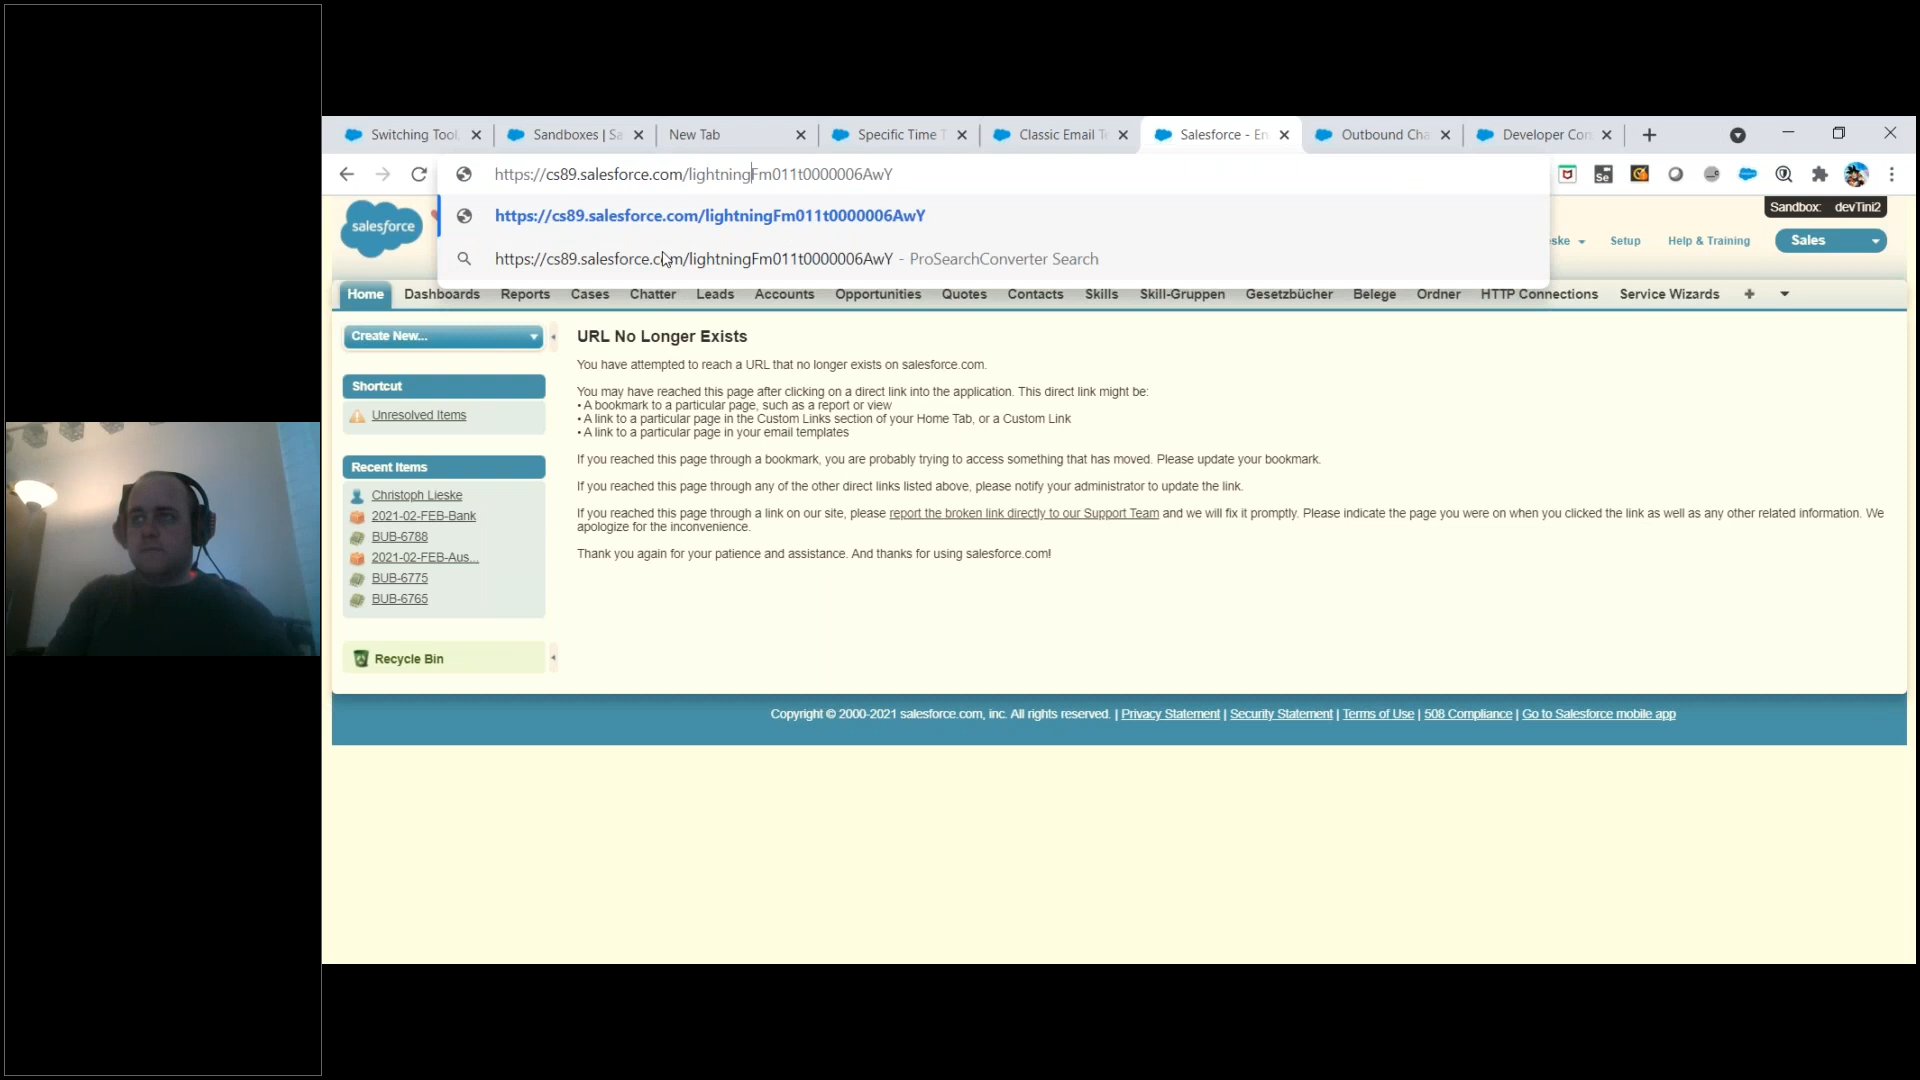 Switching Tool,
Sandboxes | Sa
New Tab
Specific Time T
Classic Email Te
Salesforce - En
Outbound Cha
Developer Con
https://cs89.salesforce.com/lightningFm011t0000006AwY
https://cs89.salesforce.com/lightningFm011t0000006AwY
https://cs89.salesforce.com/lightningFm011t0000006AwY - ProSearchConverter Search
Se
Sandbox: devTini2
salesforce
eske
Setup
Help & Training
Sales
Home
Dashboards
Reports
Cases
Chatter
Leads
Accounts
Opportunities
Quotes
Contacts
Skills
Skill-Gruppen
Gesetzbücher
Belege
Ordner
HTTP Connections
Service Wizards
+
Create New...
Shortcut
Unresolved Items
Recent Items
Christoph Lieske
2021-02-FEB-Bank
BUB-6788
2021-02-FEB-Aus...
BUB-6775
BUB-6765
Recycle Bin
URL No Longer Exists
You have attempted to reach a URL that no longer exists on salesforce.com.
You may have reached this page after clicking on a direct link into the application. This direct link might be:
• A bookmark to a particular page, such as a report or view
• A link to a particular page in the Custom Links section of your Home Tab, or a Custom Link
• A link to a particular page in your email templates
If you reached this page through a bookmark, you are probably trying to access something that has moved. Please update your bookmark.
If you reached this page through any of the other direct links listed above, please notify your administrator to update the link.
If you reached this page through a link on our site, please report the broken link directly to our Support Team and we will fix it promptly. Please indicate the page you were on when you clicked the link as well as any other related information. We
apologize for the inconvenience.
Thank you again for your patience and assistance. And thanks for using salesforce.com!
Copyright © 2000-2021 salesforce.com, inc. All rights reserved. | Privacy Statement | Security Statement | Terms of Use | 508 Compliance | Go to Salesforce mobile app